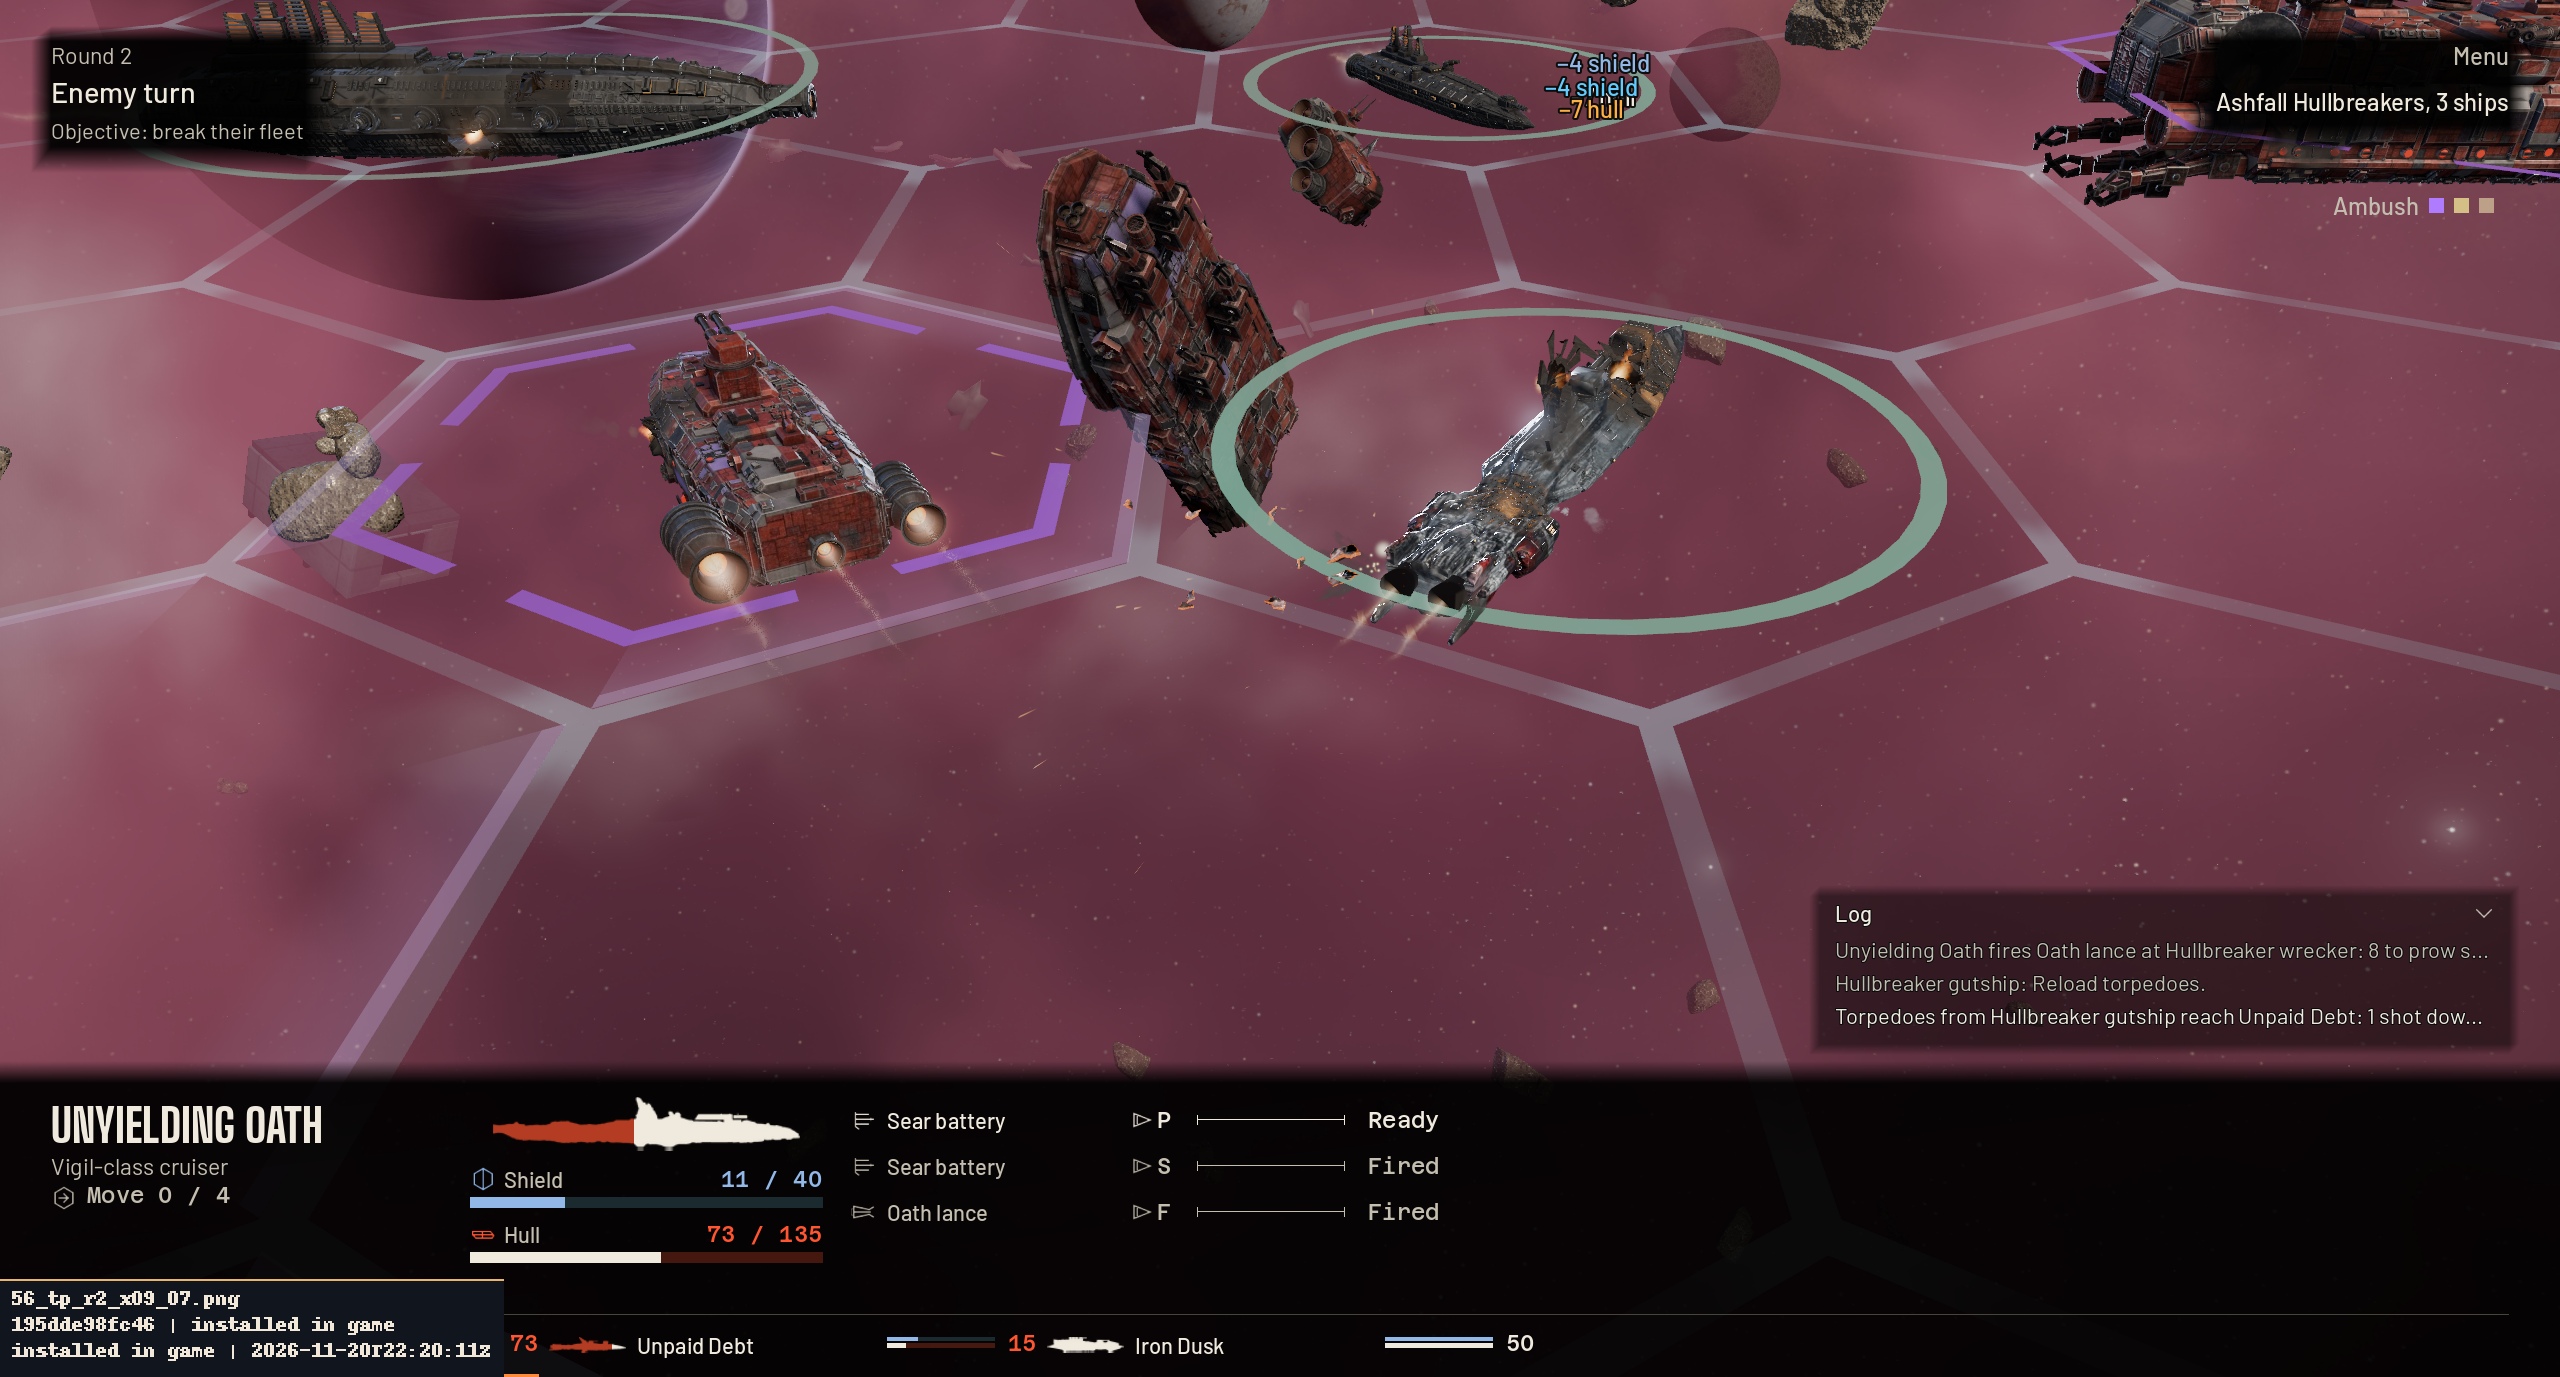 Round 2
Enemy turn
Objective: break their fleet
−4 shield
−4 shield
−7 hull
Menu
Ashfall Hullbreakers, 3 ships
Ambush
Log
Unyielding Oath fires Oath lance at Hullbreaker wrecker: 8 to prow s...
Hullbreaker gutship: Reload torpedoes.
Torpedoes from Hullbreaker gutship reach Unpaid Debt: 1 shot dow...
UNYIELDING OATH
Vigil-class cruiser
Move 0 / 4
Shield 11 / 40
Hull 73 / 135
Sear battery P Ready
Sear battery S Fired
Oath lance F Fired
56_tp_r2_x09_07.png
195dde98fc46 | installed in game
installed in game | 2026-11-20T22:20:11Z
73 Unpaid Debt 15 Iron Dusk 50